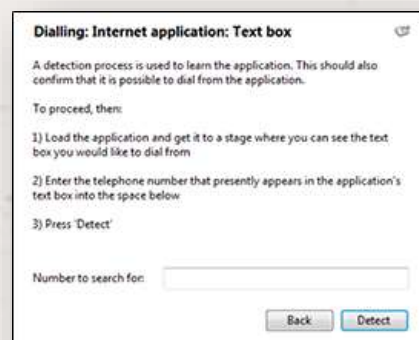 Dialling: Internet application: Text box
A detection process is used to learn the application. This should also
confirm that it is possible to dial from the application.
To proceed, then:
1) Load the application and get it to a stage where you can see the text
box you would like to dial from
2) Enter the telephone number that presently appears in the application's
text box into the space below
3) Press 'Detect'
Number to search for:
Back Detect